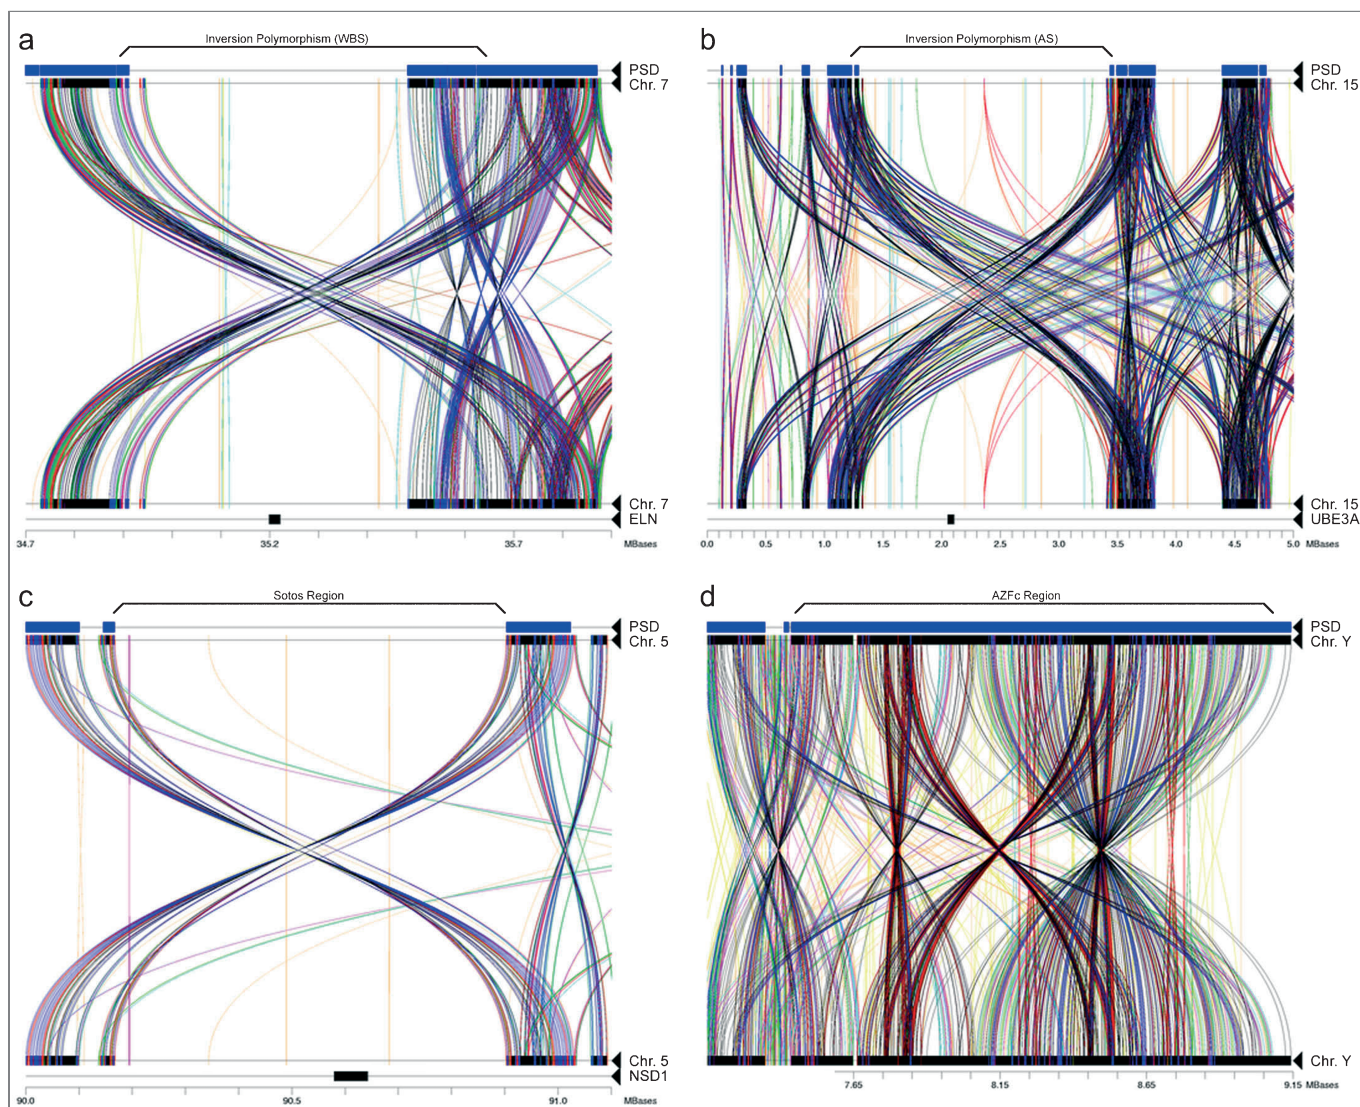 a
Inversion Polymorphism (WBS)
PSD
Chr. 7
Chr. 7
ELN
34.7 35.2 35.7 MBases
b
Inversion Polymorphism (AS)
PSD
Chr. 15
Chr. 15
UBE3A
0.0 0.5 1.0 1.5 2.0 2.5 3.0 3.5 4.0 4.5 5.0 MBases
c
Sotos Region
PSD
Chr. 5
Chr. 5
NSD1
90.0 90.5 91.0 MBases
d
AZFc Region
PSD
Chr. Y
Chr. Y
7.65 8.15 8.65 9.15 MBases